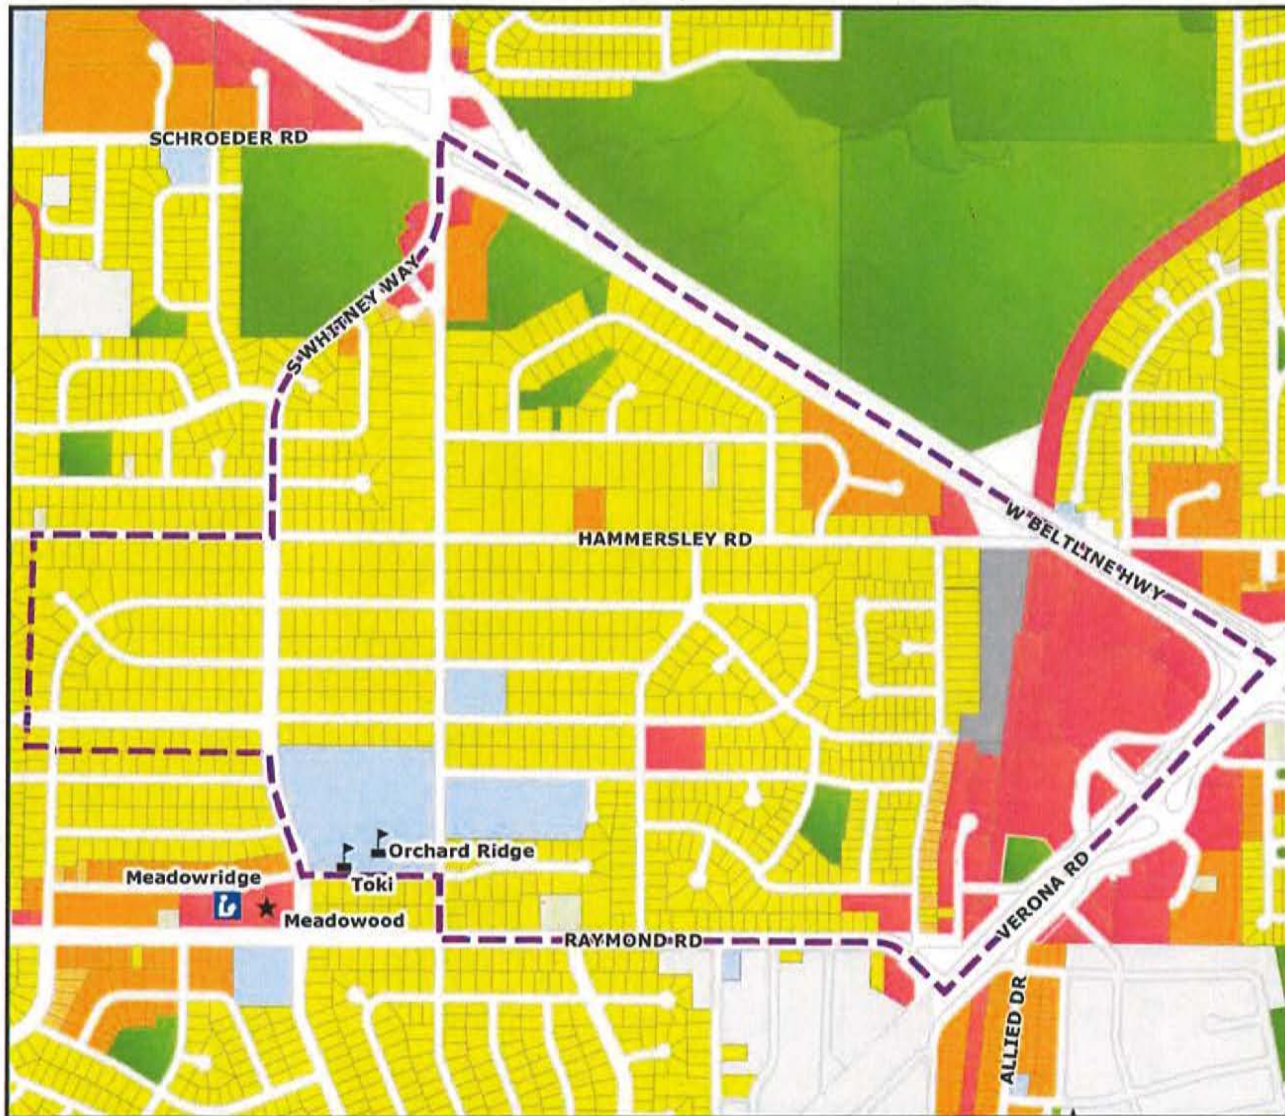 SCHROEDER RD
S WHITNEY WAY
W BELTLINE HWY
HAMMERSLEY RD
Orchard Ridge
Toki
Meadowridge
Meadowood
RAYMOND RD
VERONA RD
ALLIED DR